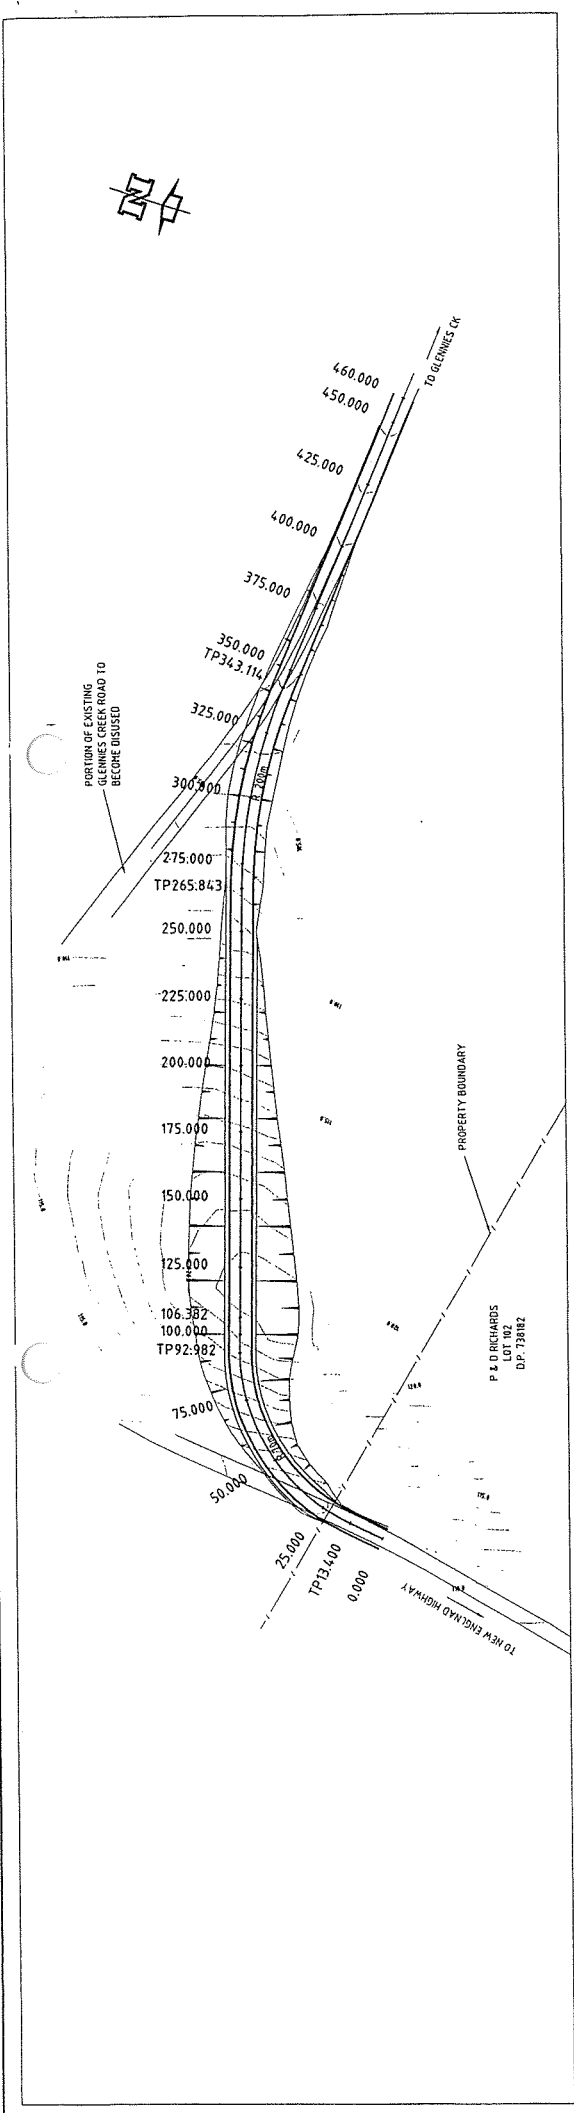 N
460.000
450.000
TO GLENNIES CK
425.000
400.000
375.000
350.000
TP343.114
PORTION OF EXISTING
GLENNIES CREEK ROAD TO
BECOME DISUSED
325.000
300.000
R 200m
275.000
TP265.843
250.000
225.000
200.000
PROPERTY BOUNDARY
175.000
150.000
125.000
106.382
100.000
TP92.982
P & D RICHARDS
LOT 102
D.P. 738182
120.0
75.000
50.000
25.000
TP13.400
0.000
TO NEW ENGLNAD HIGHWAY